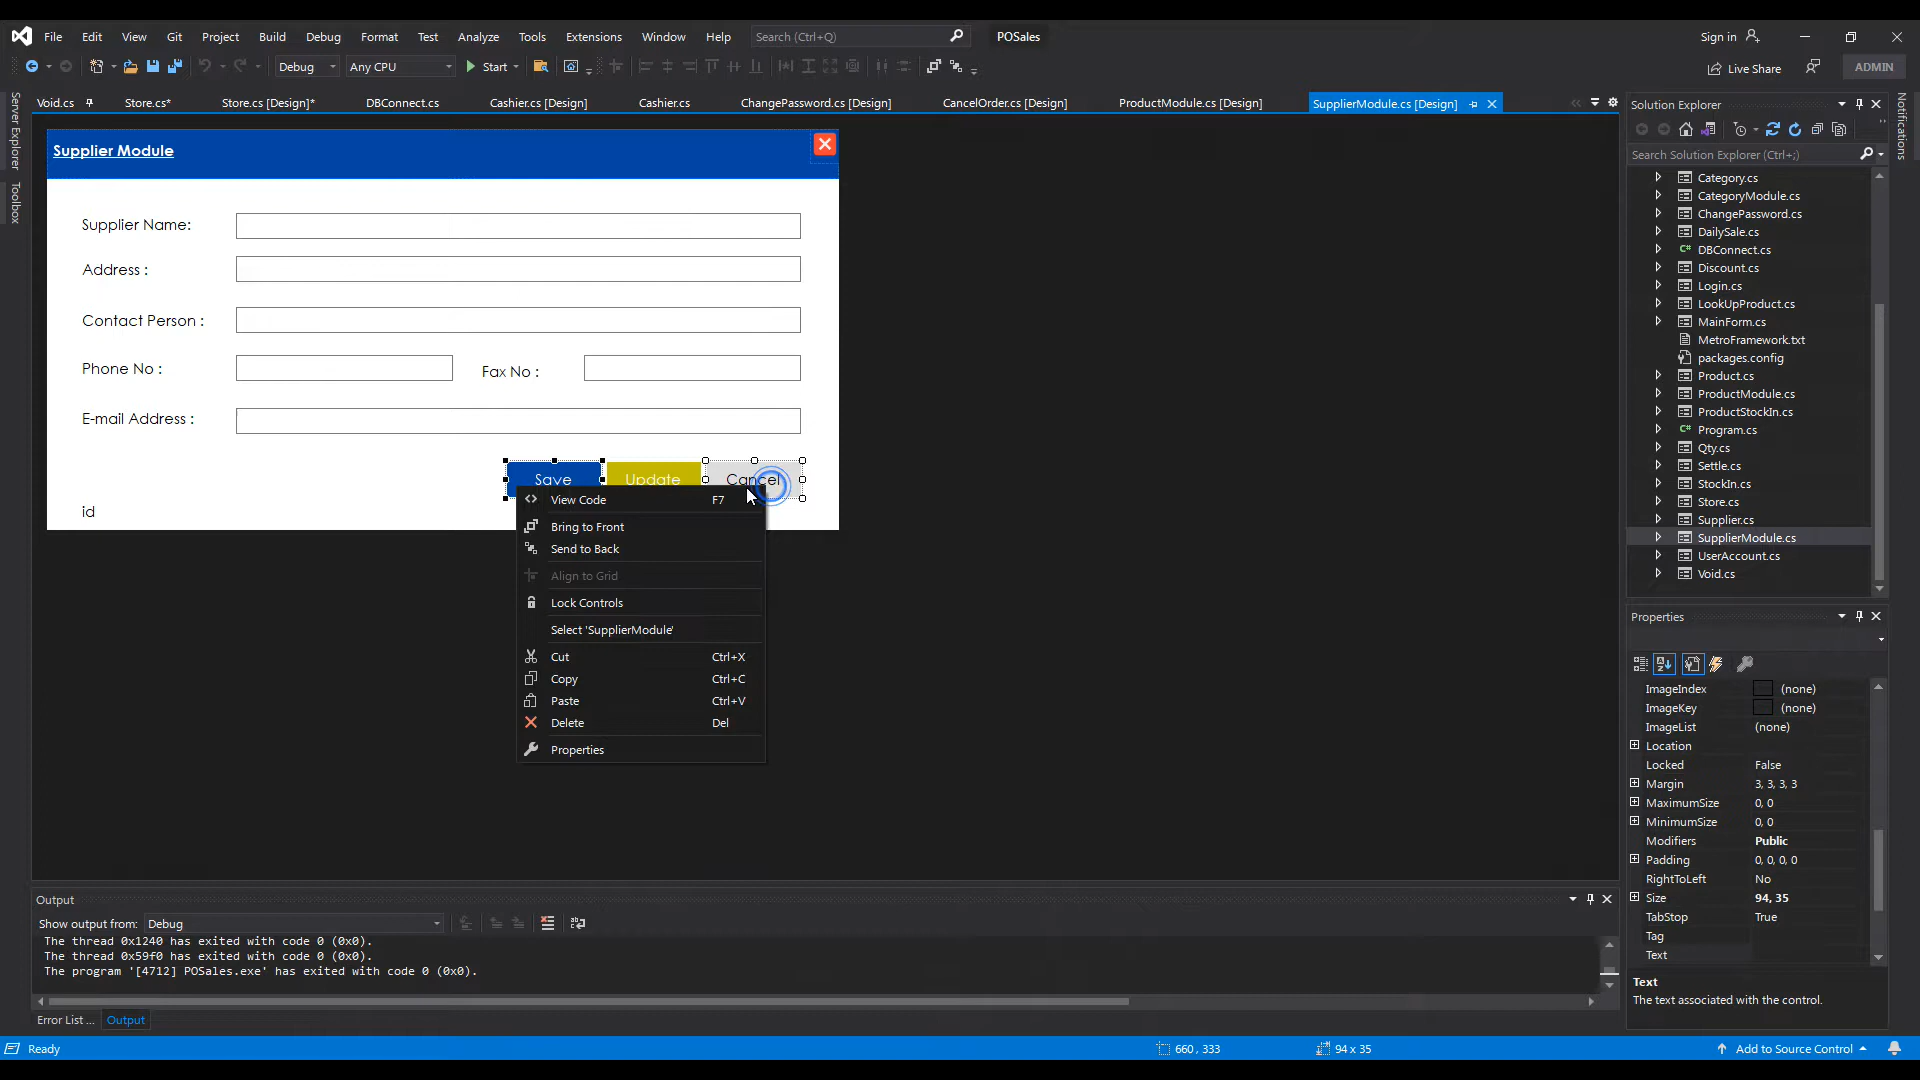 File Edit View Git Project Build Debug Format Test Analyze Tools Extensions Window Help Search (Ctrl+Q) POSales Sign in
Debug Any CPU Start Live Share ADMIN
Void.cs Store.cs* Store.cs [Design]* DBConnect.cs Cashier.cs [Design] Cashier.cs ChangePassword.cs [Design] CancelOrder.cs [Design] ProductModule.cs [Design] SupplierModule.cs [Design]
Server Explorer
Toolbox
Supplier Module
Supplier Name:
Address :
Contact Person :
Phone No : Fax No :
E-mail Address :
Save Update Cancel
id
View Code F7
Bring to Front
Send to Back
Align to Grid
Lock Controls
Select 'SupplierModule'
Cut Ctrl+X
Copy Ctrl+C
Paste Ctrl+V
Delete Del
Properties
Solution Explorer
Search Solution Explorer (Ctrl+;)
Category.cs
CategoryModule.cs
ChangePassword.cs
DailySale.cs
DBConnect.cs
Discount.cs
Login.cs
LookUpProduct.cs
MainForm.cs
MetroFramework.txt
packages.config
Product.cs
ProductModule.cs
ProductStockIn.cs
Program.cs
Qty.cs
Settle.cs
StockIn.cs
Store.cs
Supplier.cs
SupplierModule.cs
UserAccount.cs
Void.cs
Notifications
Properties
ImageIndex (none)
ImageKey (none)
ImageList (none)
Location
Locked False
Margin 3, 3, 3, 3
MaximumSize 0, 0
MinimumSize 0, 0
Modifiers Public
Padding 0, 0, 0, 0
RightToLeft No
Size 94, 35
TabStop True
Tag
Text
Text
The text associated with the control.
Output
Show output from: Debug
The thread 0x1240 has exited with code 0 (0x0).
The thread 0x59f0 has exited with code 0 (0x0).
The program '[4712] POSales.exe' has exited with code 0 (0x0).
Error List ... Output
Ready 660 , 333 94 x 35 Add to Source Control